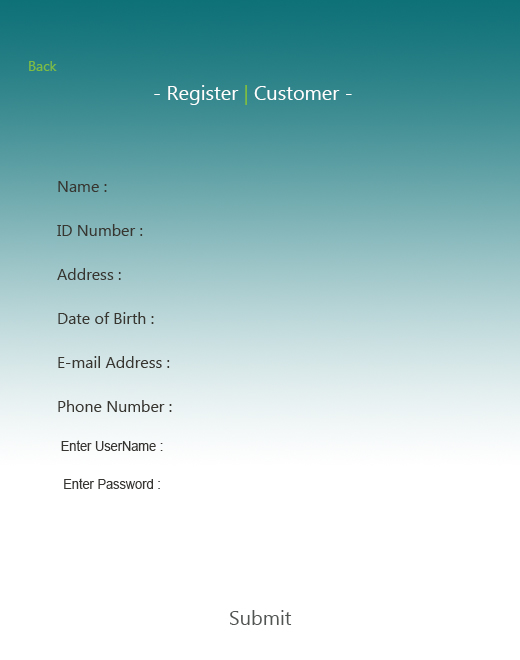 Back
- Register | Customer -
Name :
ID Number :
Address :
Date of Birth :
E-mail Address :
Phone Number :
Enter UserName :
Enter Password :
Submit